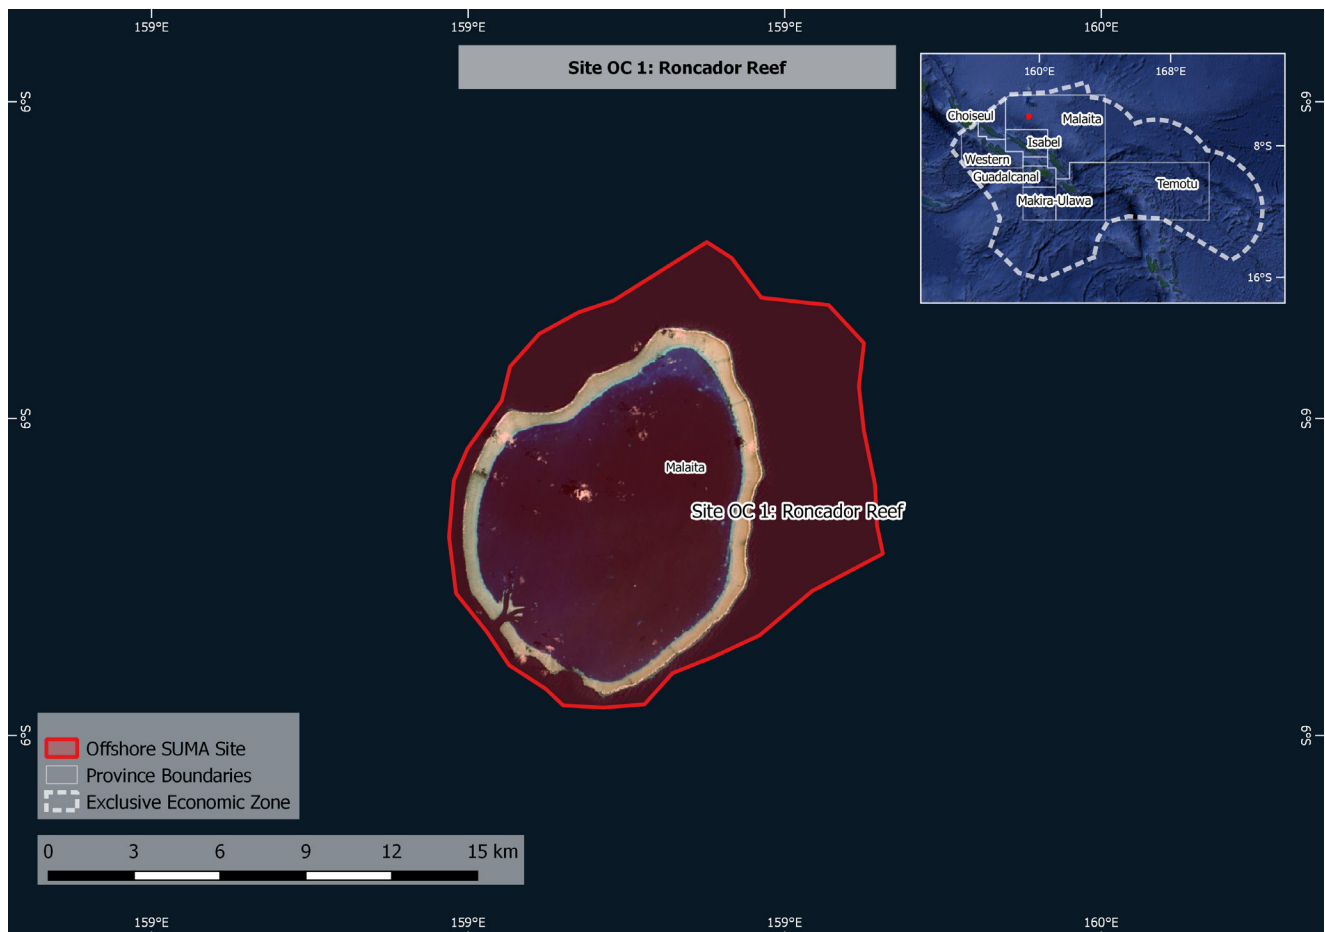 159°E
159°E
159°E
160°E
Site OC 1: Roncador Reef
160°E
168°E
Choiseul
Malaita
Isabel
8°S
Western
Guadalcanal
Temotu
Makira-Ulawa
16°S
6°S
6°S
6°S
6°S
Malaita
Site OC 1: Roncador Reef
6°S
6°S
Offshore SUMA Site
Province Boundaries
Exclusive Economic Zone
0 3 6 9 12 15 km
159°E
159°E
159°E
160°E